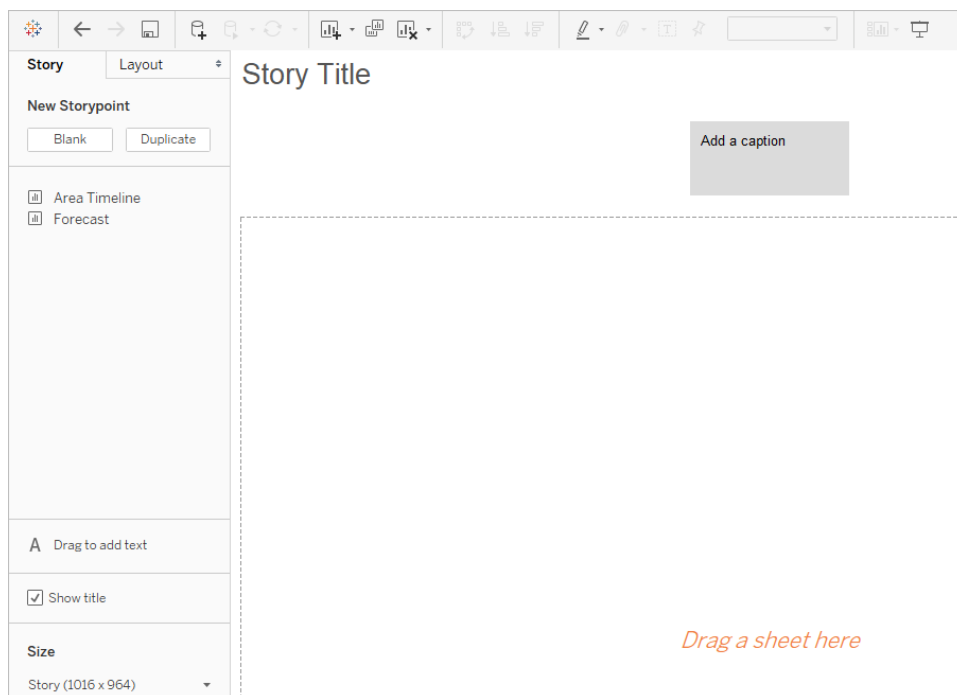 Story
Layout
Story Title
New Storypoint
Blank
Duplicate
Add a caption
Area Timeline
Forecast
A Drag to add text
Show title
Drag a sheet here
Size
Story (1016 x 964)